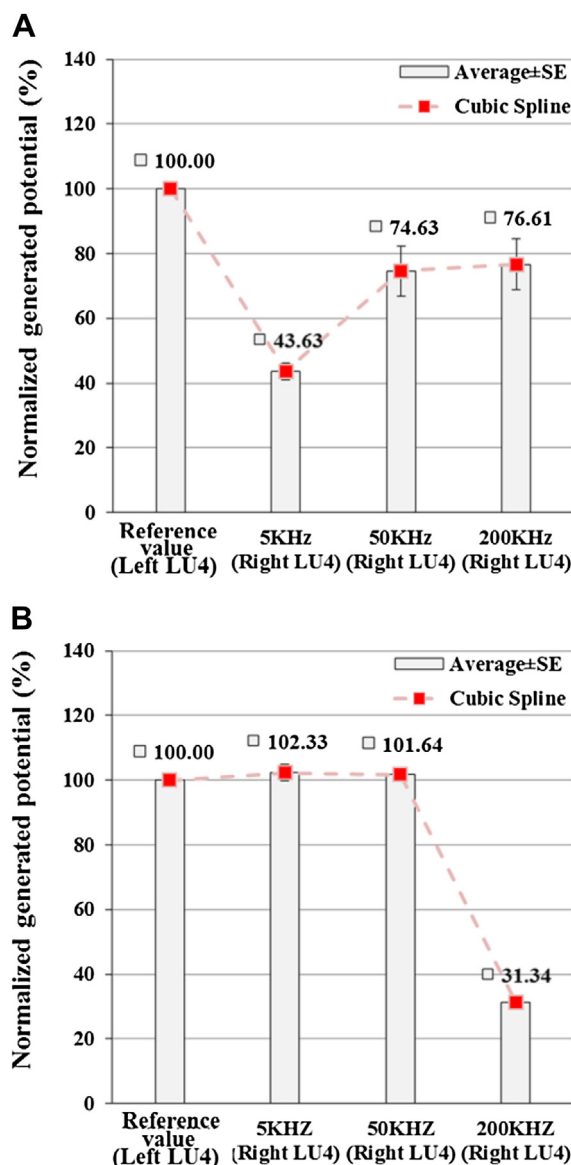 A
Normalized generated potential (%)
140
120
100
80
60
40
20
0
Average±SE
Cubic Spline
100.00
43.63
74.63
76.61
Reference
value
(Left LU4)
5KHz
(Right LU4)
50KHz
(Right LU4)
200KHz
(Right LU4)
B
Normalized generated potential (%)
140
120
100
80
60
40
20
0
Average±SE
Cubic Spline
100.00
102.33
101.64
31.34
Reference
value
(Left LU4)
5KHZ
(Right LU4)
50KHZ
(Right LU4)
200KHZ
(Right LU4)